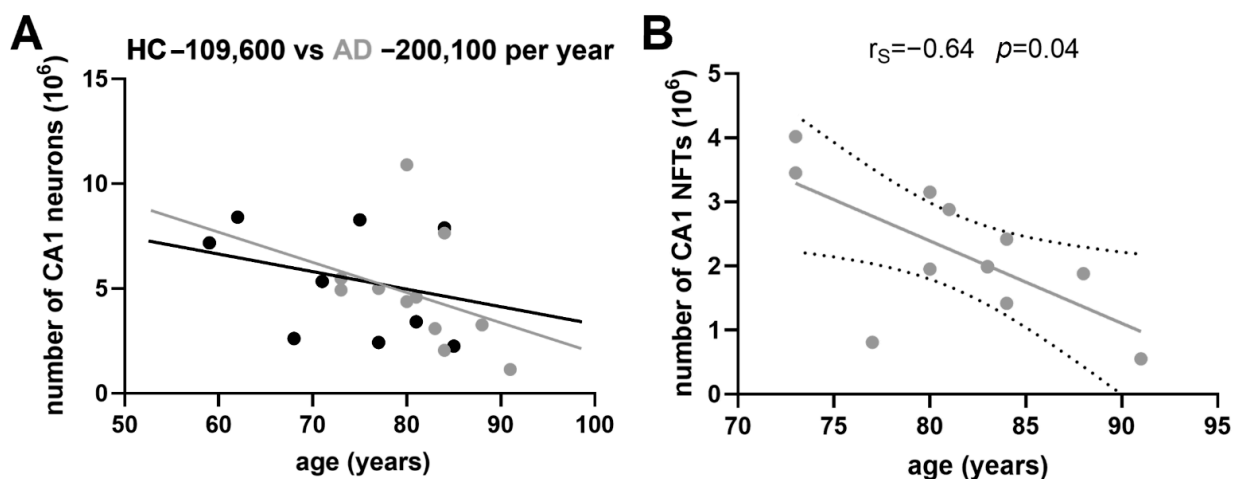 A
HC −109,600 vs AD −200,100 per year
number of CA1 neurons (10⁶)
15
10
5
0
50 60 70 80 90 100
age (years)
B
rS=−0.64 p=0.04
number of CA1 NFTs (10⁶)
5
4
3
2
1
0
70 75 80 85 90 95
age (years)